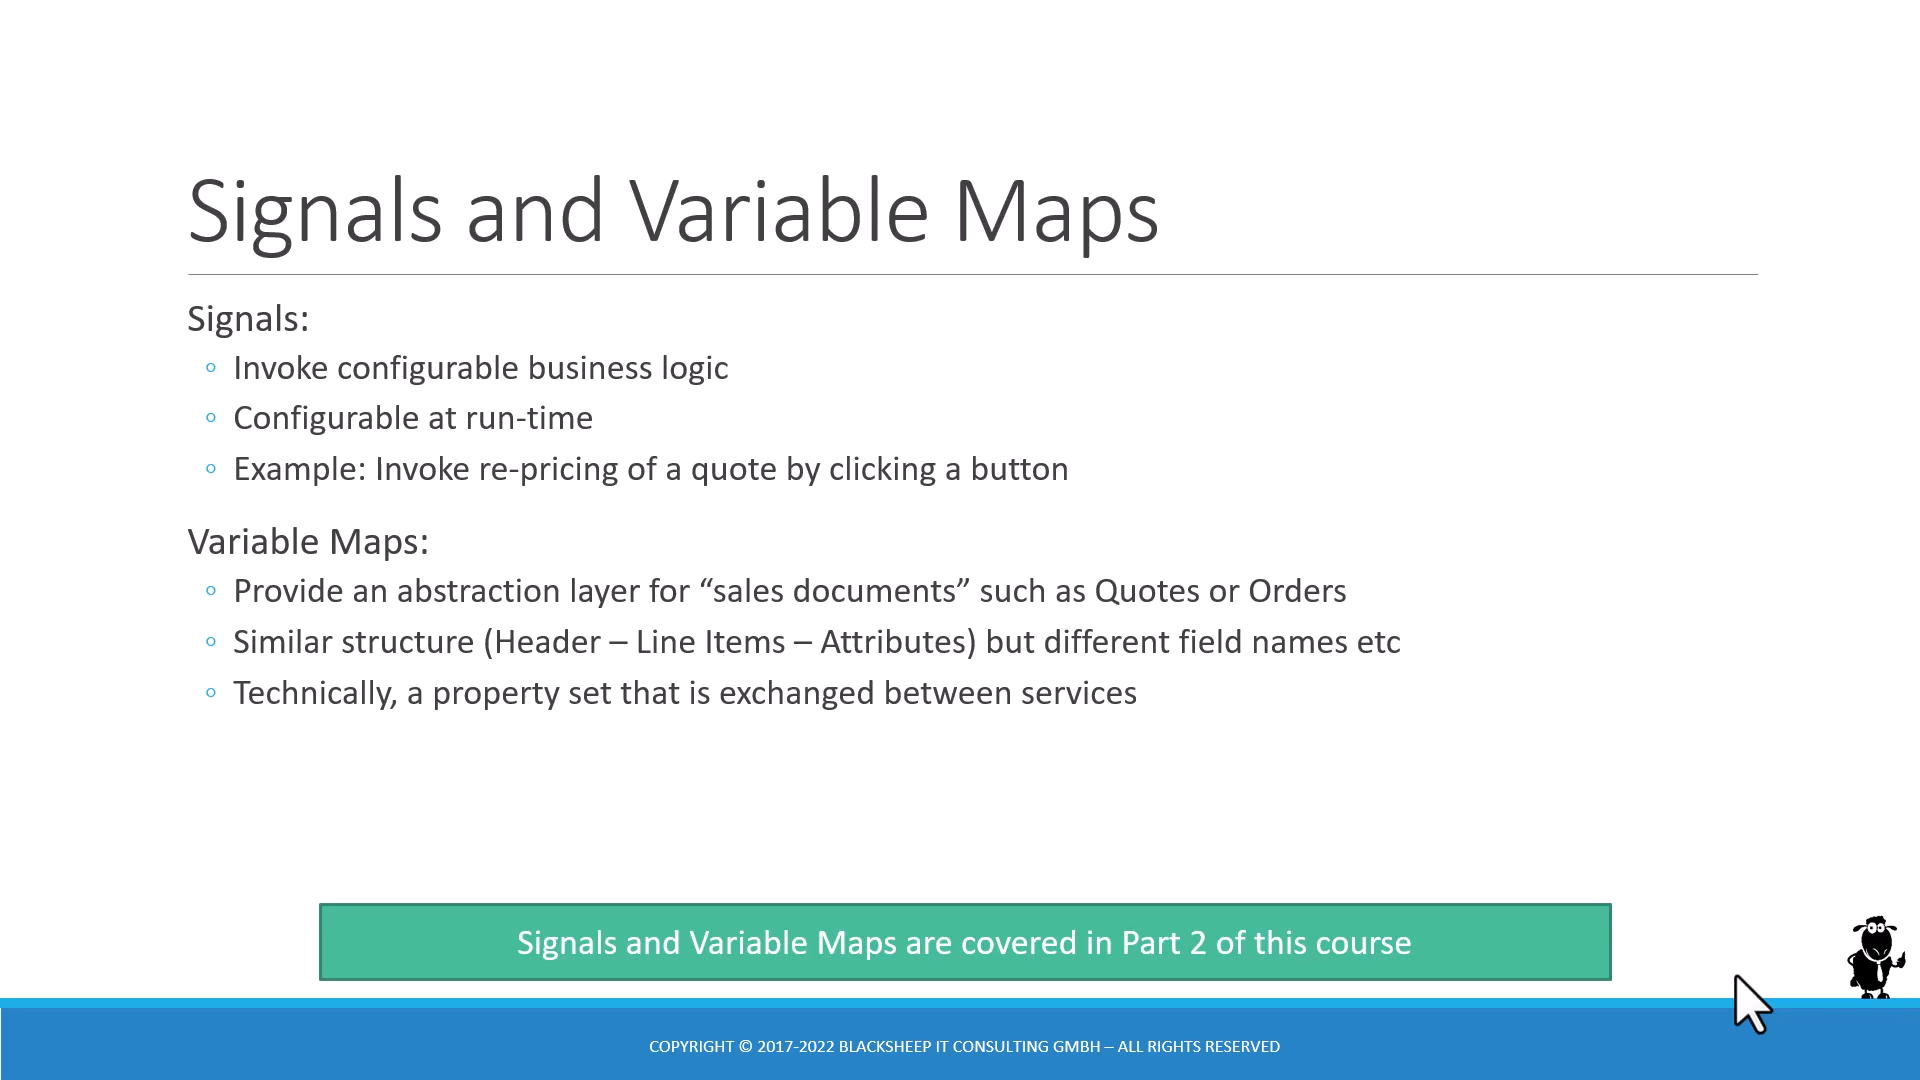 Signals and Variable Maps
Signals:
◦ Invoke configurable business logic
◦ Configurable at run-time
◦ Example: Invoke re-pricing of a quote by clicking a button
Variable Maps:
◦ Provide an abstraction layer for “sales documents” such as Quotes or Orders
◦ Similar structure (Header – Line Items – Attributes) but different field names etc
◦ Technically, a property set that is exchanged between services
Signals and Variable Maps are covered in Part 2 of this course
COPYRIGHT © 2017-2022 BLACKSHEEP IT CONSULTING GMBH – ALL RIGHTS RESERVED